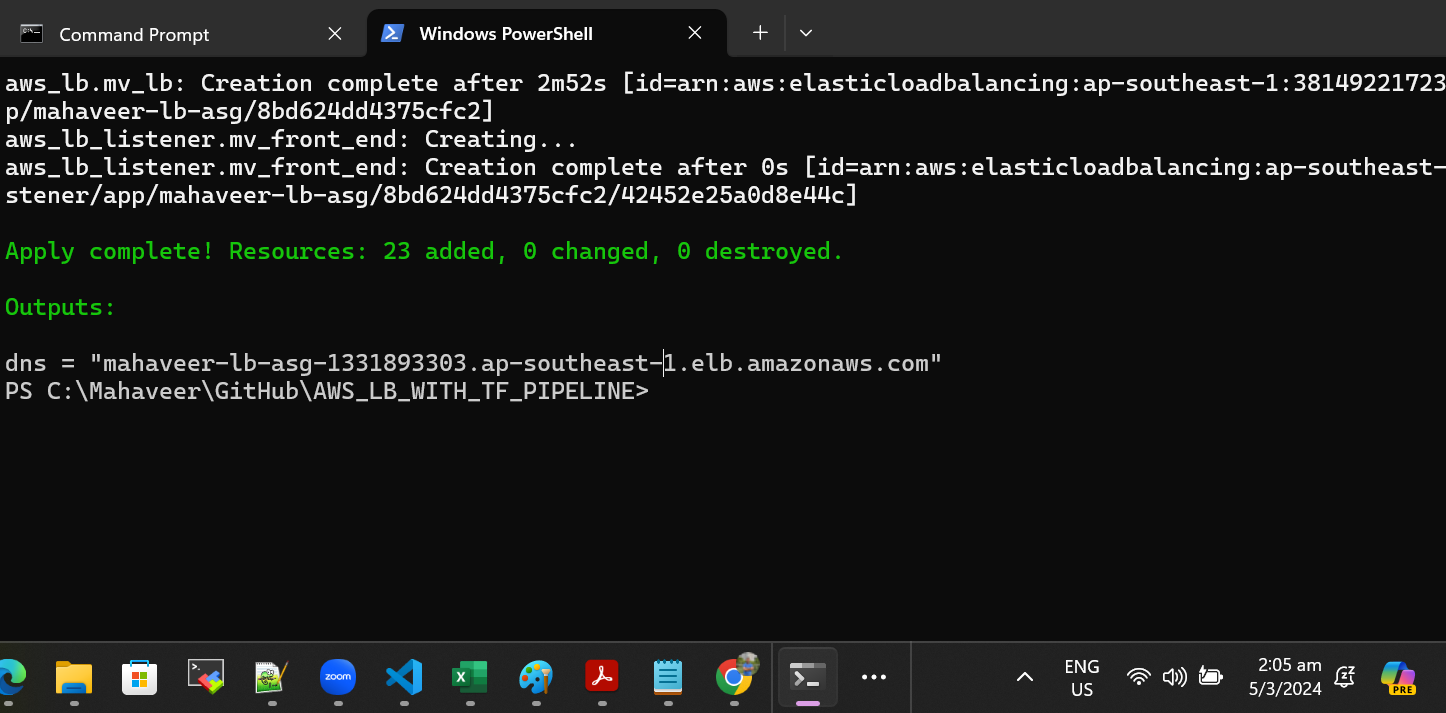 Command Prompt
Windows PowerShell
aws_lb.mv_lb: Creation complete after 2m52s [id=arn:aws:elasticloadbalancing:ap-southeast-1:38149221723
p/mahaveer-lb-asg/8bd624dd4375cfc2]
aws_lb_listener.mv_front_end: Creating...
aws_lb_listener.mv_front_end: Creation complete after 0s [id=arn:aws:elasticloadbalancing:ap-southeast-
stener/app/mahaveer-lb-asg/8bd624dd4375cfc2/42452e25a0d8e44c]
Apply complete! Resources: 23 added, 0 changed, 0 destroyed.
Outputs:
dns = "mahaveer-lb-asg-1331893303.ap-southeast-1.elb.amazonaws.com"
PS C:\Mahaveer\GitHub\AWS_LB_WITH_TF_PIPELINE>
zoom
ENG
US
2:05 am
5/3/2024
PRE